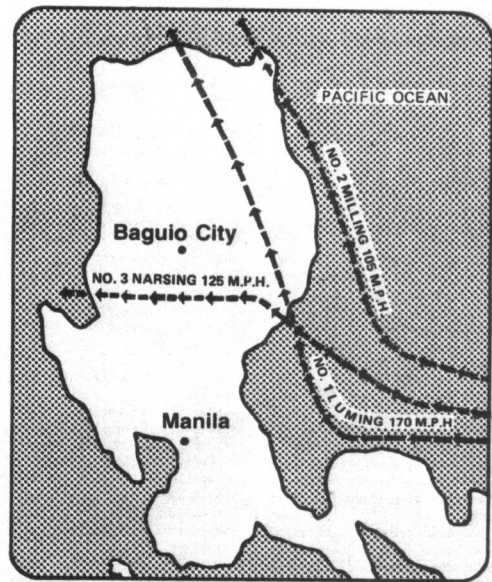 PACIFIC OCEAN
NO. 2 MILLING 105 M.P.H.
Baguio City
NO. 3 NARSING 125 M.P.H.
NO. 1 LUMING 170 M.P.H
Manila